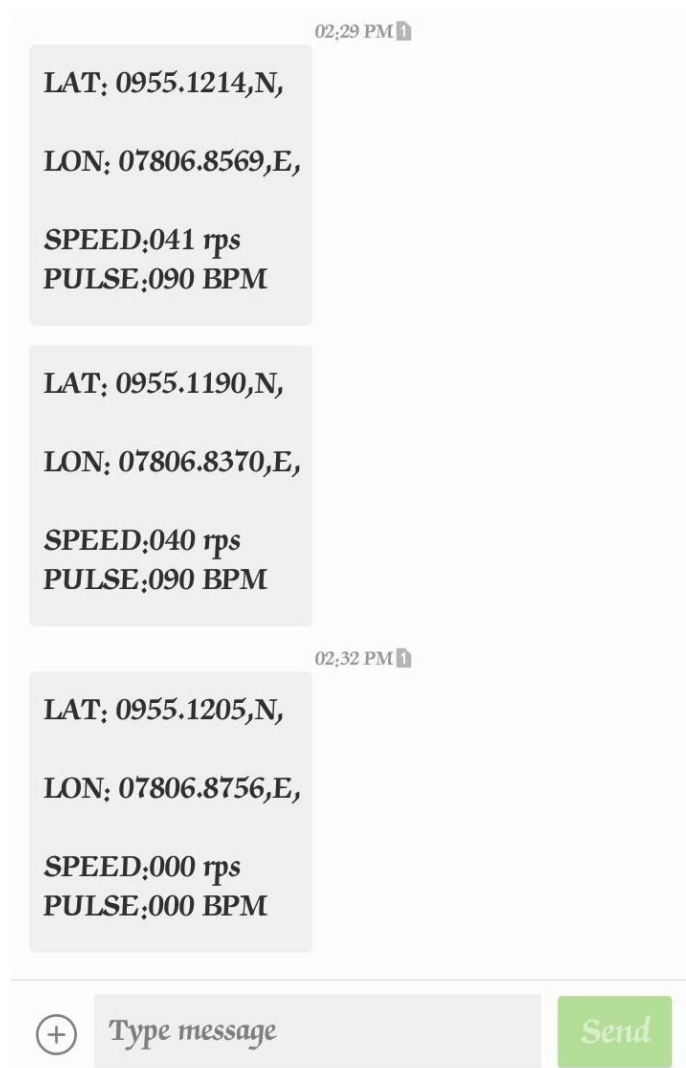 02:29 PM 1
LAT: 0955.1214,N,
LON: 07806.8569,E,
SPEED:041 rps
PULSE:090 BPM
LAT: 0955.1190,N,
LON: 07806.8370,E,
SPEED:040 rps
PULSE:090 BPM
02:32 PM 1
LAT: 0955.1205,N,
LON: 07806.8756,E,
SPEED:000 rps
PULSE:000 BPM
Type message
Send